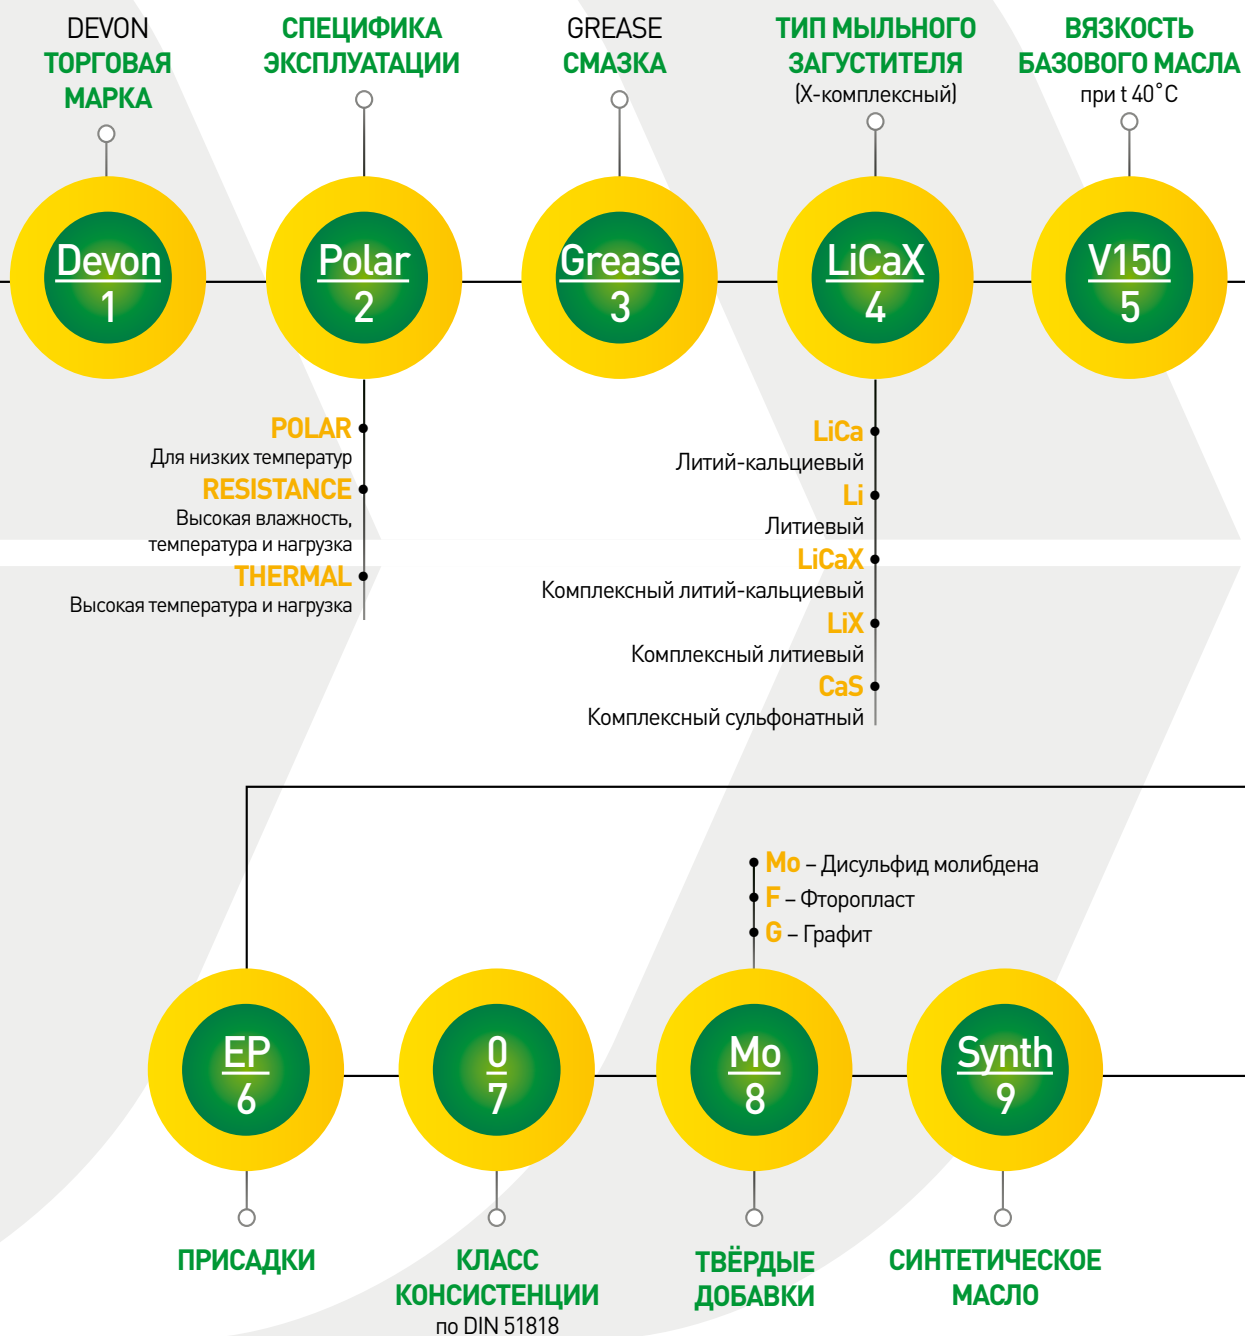 DEVON
ТОРГОВАЯ
МАРКА
СПЕЦИФИКА
ЭКСПЛУАТАЦИИ
GREASE
СМАЗКА
ТИП МЫЛЬНОГО
ЗАГУСТИТЕЛЯ
(Х-комплексный)
ВЯЗКОСТЬ
БАЗОВОГО МАСЛА
при t 40˚C
Devon
1
Polar
2
Grease
3
LiCaX
4
V150
5
POLAR
Для низких температур
RESISTANCE
Высокая влажность,
температура и нагрузка
THERMAL
Высокая температура и нагрузка
LiCa
Литий-кальциевый
Li
Литиевый
LiCaX
Комплексный литий-кальциевый
LiX
Комплексный литиевый
CaS
Комплексный сульфонатный
Mo – Дисульфид молибдена
F – Фторопласт
G – Графит
EP
6
0
7
Mo
8
Synth
9
ПРИСАДКИ
КЛАСС
КОНСИСТЕНЦИИ
по DIN 51818
ТВЁРДЫЕ
ДОБАВКИ
СИНТЕТИЧЕСКОЕ
МАСЛО